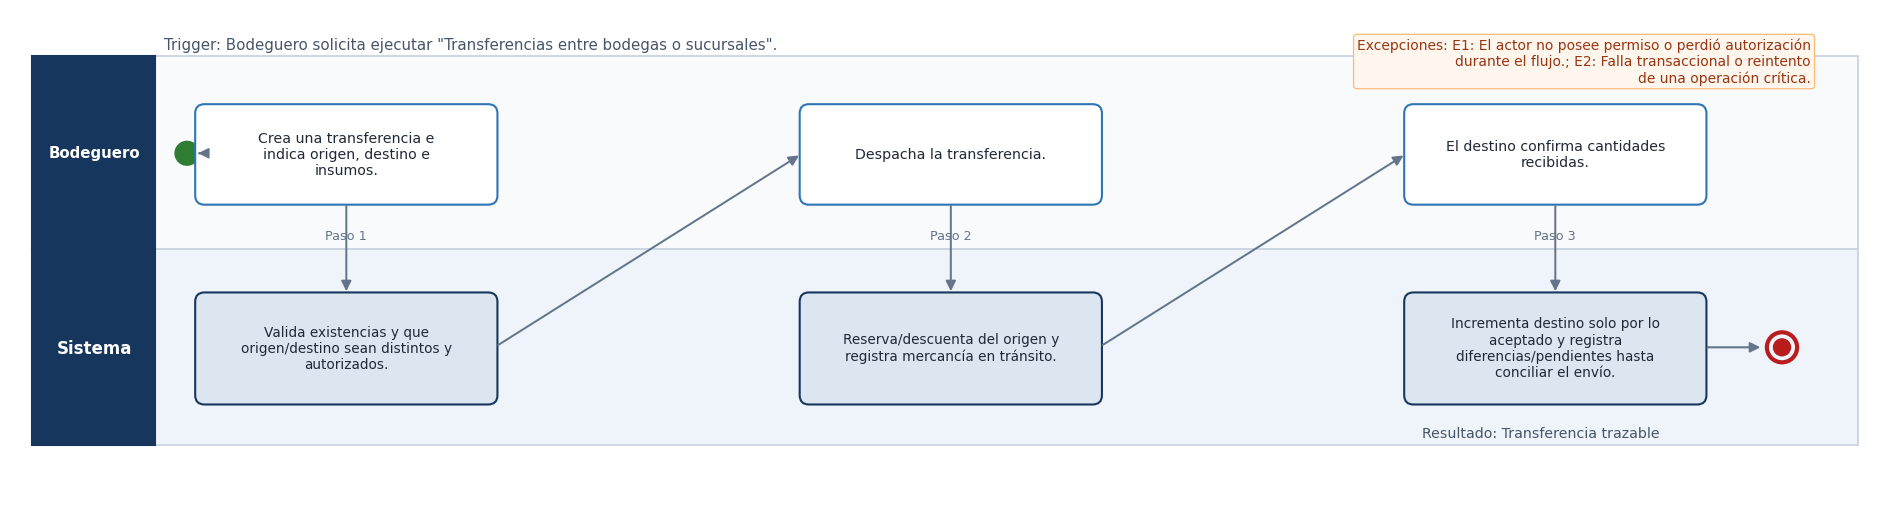 Trigger: Bodeguero solicita ejecutar "Transferencias entre bodegas o sucursales".
Excepciones: E1: El actor no posee permiso o perdió autorización
durante el flujo.; E2: Falla transaccional o reintento
de una operación crítica.
Bodeguero
Crea una transferencia e
indica origen, destino e
insumos.
Despacha la transferencia.
El destino confirma cantidades
recibidas.
Paso 1
Paso 2
Paso 3
Sistema
Valida existencias y que
origen/destino sean distintos y
autorizados.
Reserva/descuenta del origen y
registra mercancía en tránsito.
Incrementa destino solo por lo
aceptado y registra
diferencias/pendientes hasta
conciliar el envío.
Resultado: Transferencia trazable